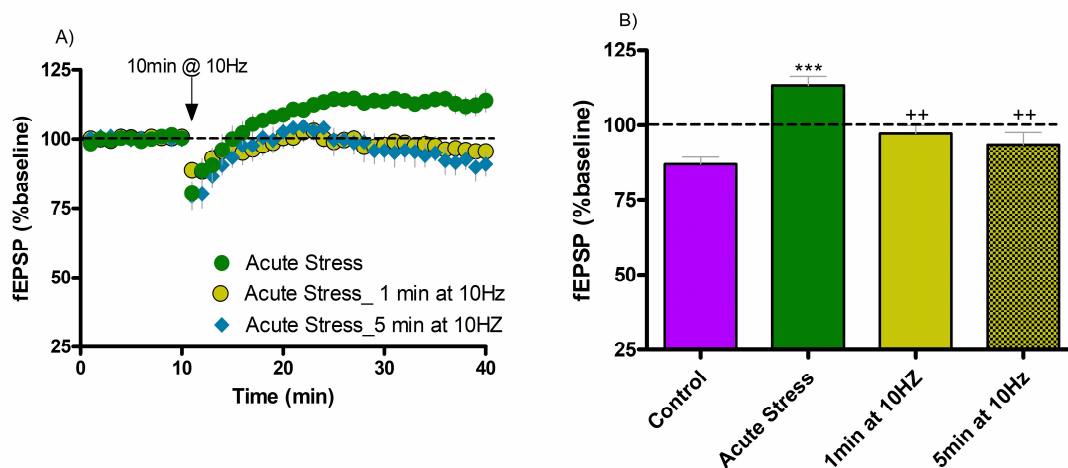 A)
10min @ 10Hz
fEPSP (%baseline)
125
100
75
50
25
0
10
20
30
40
Time (min)
Acute Stress
Acute Stress_ 1 min at 10Hz
Acute Stress_5 min at 10HZ
B)
fEPSP (%baseline)
125
100
75
50
25
***
++
++
Control
Acute Stress
1min at 10HZ
5min at 10Hz